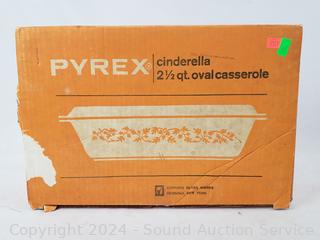 PYREX®
cinderella
2½ qt. oval casserole
CORNING GLASS WORKS
CORNING, NEW YORK
Copyright 2024 - Sound Auction Service